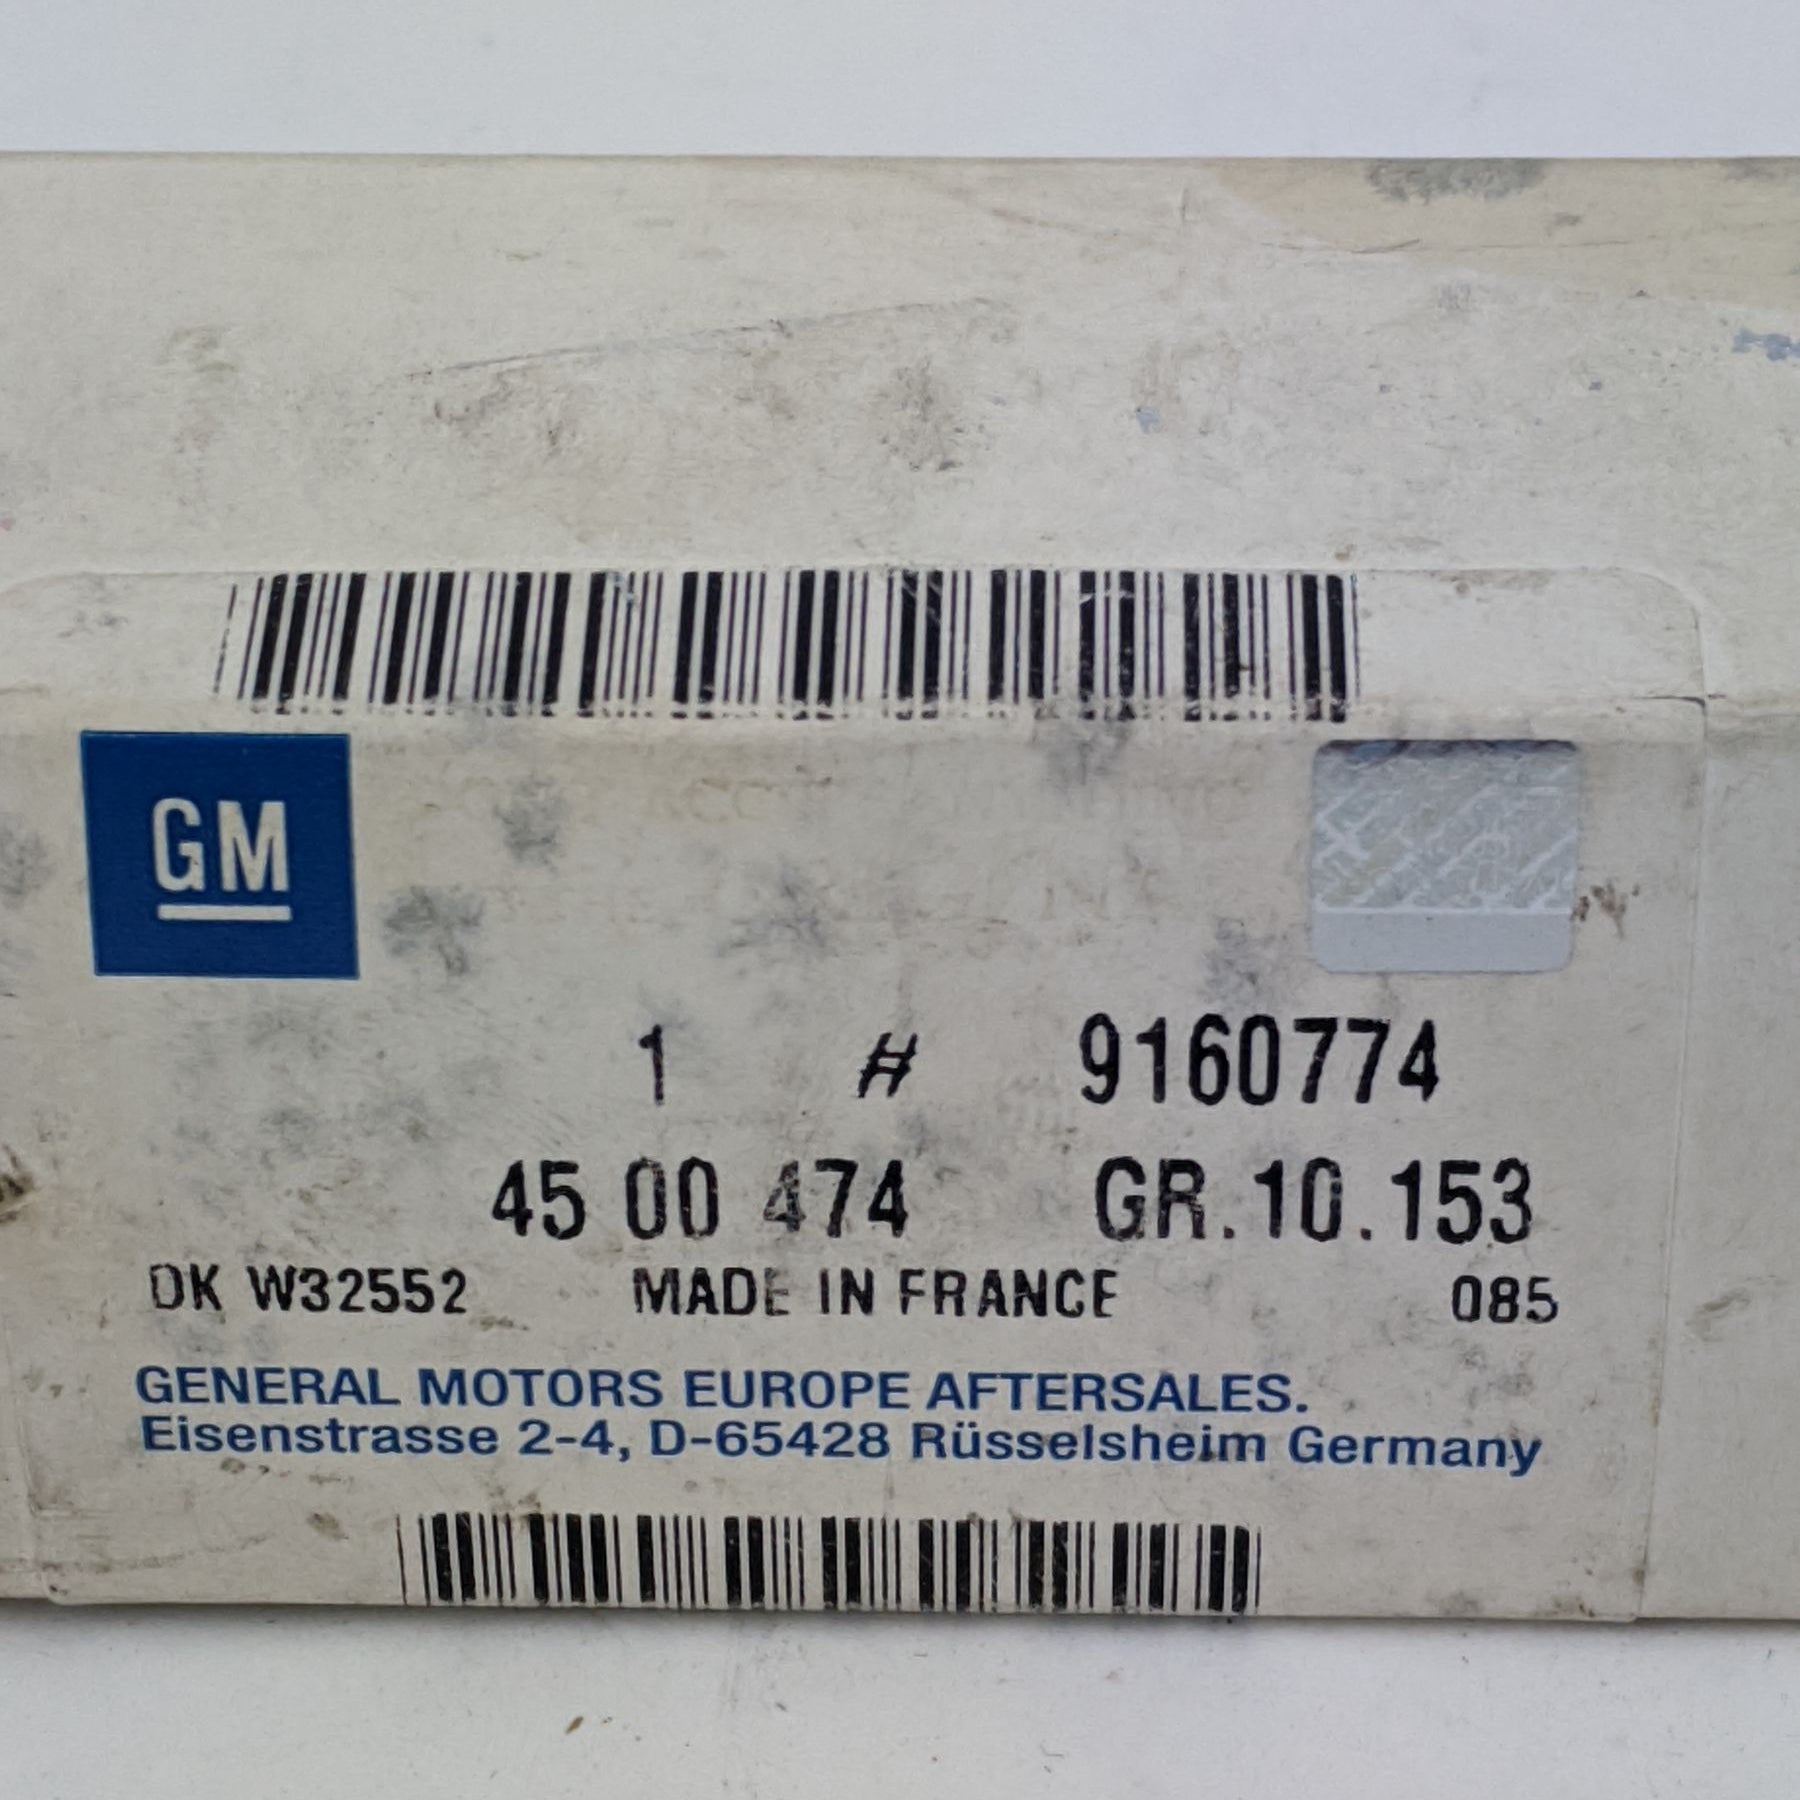 GM
1 # 9160774
45 00 474 GR.10.153
DK W32552 MADE IN FRANCE 085
GENERAL MOTORS EUROPE AFTERSALES.
Eisenstrasse 2-4, D-65428 Rüsselsheim Germany